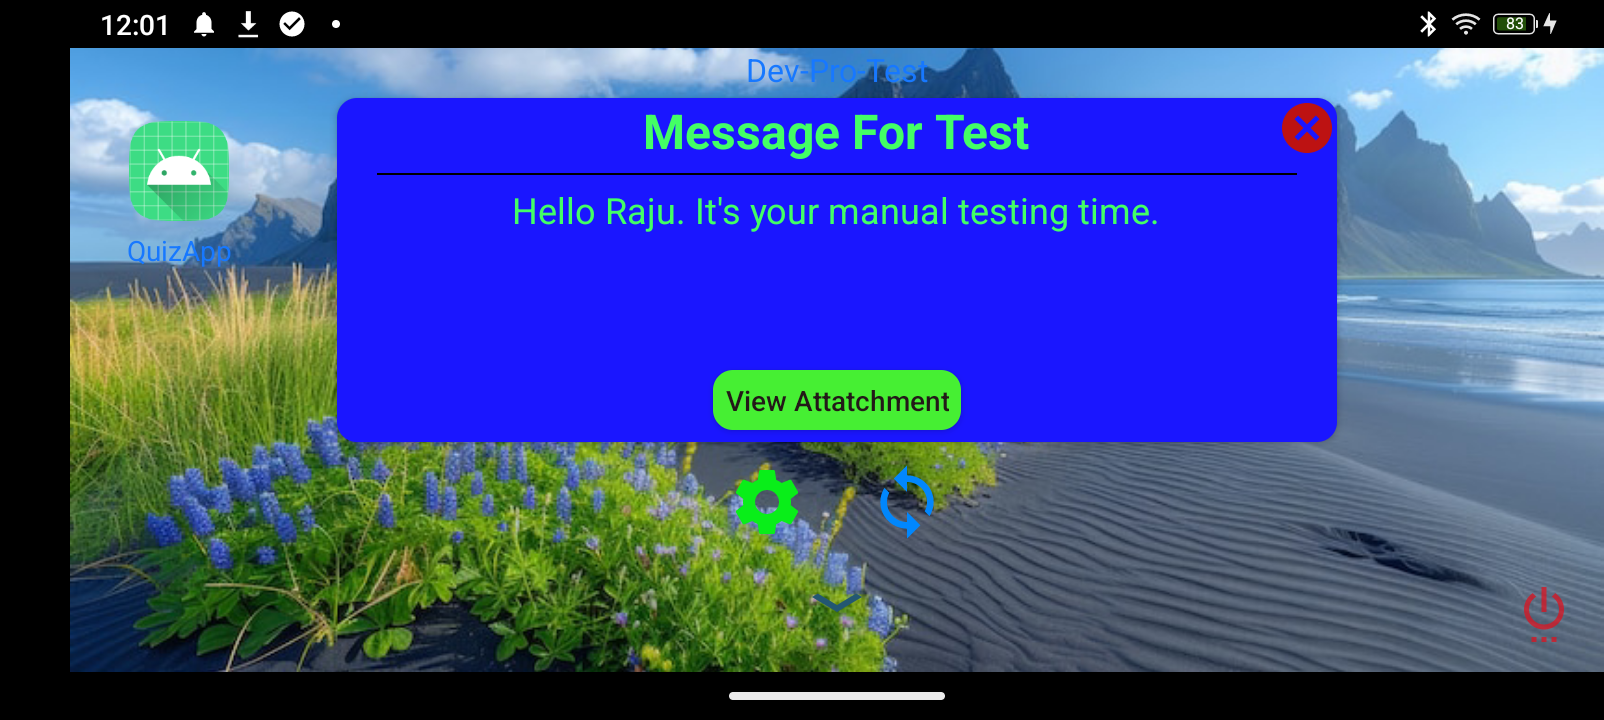 12:01
83
Dev-Pro-Test
Message For Test
QuizApp
Hello Raju. It's your manual testing time.
View Attatchment